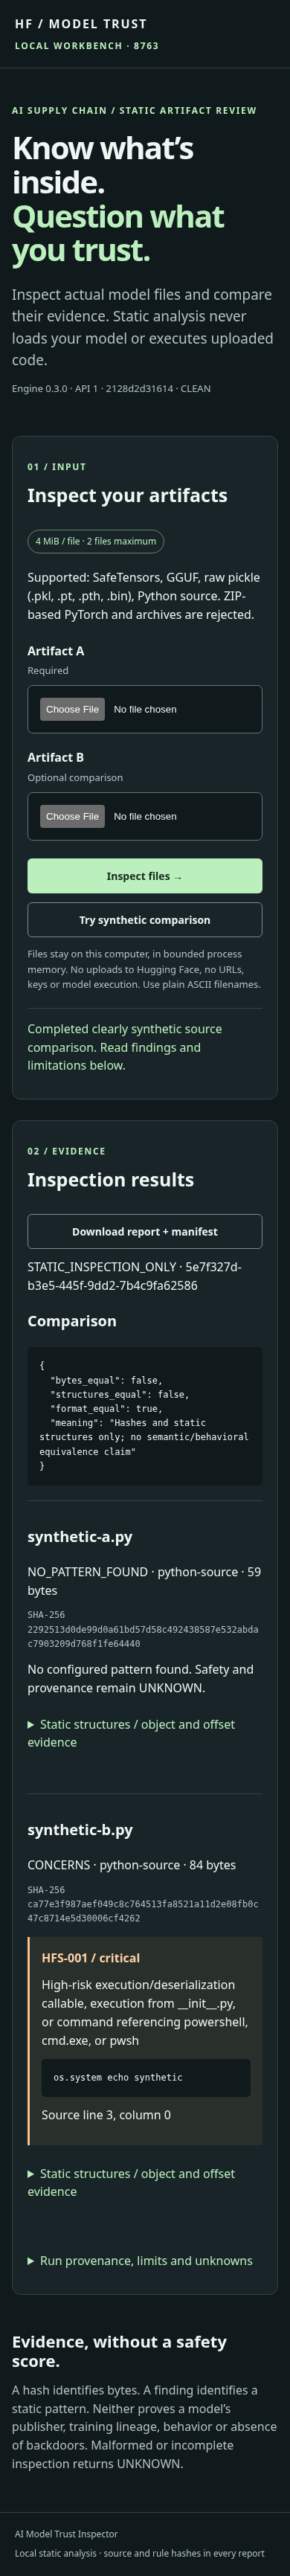 HF / MODEL TRUST
LOCAL WORKBENCH · 8763
AI SUPPLY CHAIN / STATIC ARTIFACT REVIEW
Know what’s
inside.
Question what
you trust.
Inspect actual model files and compare
their evidence. Static analysis never
loads your model or executes uploaded
code.
Engine 0.3.0 · API 1 · 2128d2d31614 · CLEAN
01 / INPUT
Inspect your artifacts
4 MiB / file · 2 files maximum
Supported: SafeTensors, GGUF, raw pickle
(.pkl, .pt, .pth, .bin), Python source. ZIP-
based PyTorch and archives are rejected.
Artifact A
Required
Choose File No file chosen
Artifact B
Optional comparison
Choose File No file chosen
Inspect files →
Try synthetic comparison
Files stay on this computer, in bounded process
memory. No uploads to Hugging Face, no URLs,
keys or model execution. Use plain ASCII filenames.
Completed clearly synthetic source
comparison. Read findings and
limitations below.
02 / EVIDENCE
Inspection results
Download report + manifest
STATIC_INSPECTION_ONLY · 5e7f327d-
b3e5-445f-9dd2-7b4c9fa62586
Comparison
{
"bytes_equal": false,
"structures_equal": false,
"format_equal": true,
"meaning": "Hashes and static
structures only; no semantic/behavioral
equivalence claim"
}
synthetic-a.py
NO_PATTERN_FOUND · python-source · 59
bytes
SHA-256
2292513d0de99d0a61bd57d58c492438587e532abda
c7903209d768f1fe64440
No configured pattern found. Safety and
provenance remain UNKNOWN.
▶ Static structures / object and offset
evidence
synthetic-b.py
CONCERNS · python-source · 84 bytes
SHA-256
ca77e3f987aef049c8c764513fa8521a11d2e08fb0c
47c8714e5d30006cf4262
HFS-001 / critical
High-risk execution/deserialization
callable, execution from __init__.py,
or command referencing powershell,
cmd.exe, or pwsh
os.system echo synthetic
Source line 3, column 0
▶ Static structures / object and offset
evidence
▶ Run provenance, limits and unknowns
Evidence, without a safety
score.
A hash identifies bytes. A finding identifies a
static pattern. Neither proves a model’s
publisher, training lineage, behavior or absence
of backdoors. Malformed or incomplete
inspection returns UNKNOWN.
AI Model Trust Inspector
Local static analysis · source and rule hashes in every report